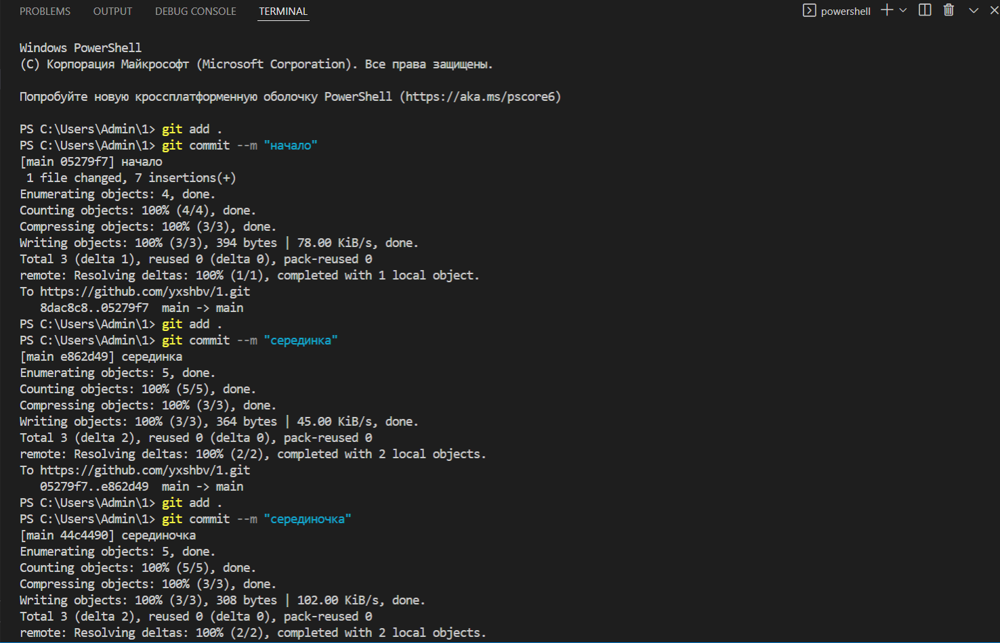 PROBLEMS OUTPUT DEBUG CONSOLE TERMINAL powershell
Windows PowerShell
(C) Корпорация Майкрософт (Microsoft Corporation). Все права защищены.
Попробуйте новую кроссплатформенную оболочку PowerShell (https://aka.ms/pscore6)
PS C:\Users\Admin\1> git add .
PS C:\Users\Admin\1> git commit --m "начало"
[main 05279f7] начало
 1 file changed, 7 insertions(+)
Enumerating objects: 4, done.
Counting objects: 100% (4/4), done.
Compressing objects: 100% (3/3), done.
Writing objects: 100% (3/3), 394 bytes | 78.00 KiB/s, done.
Total 3 (delta 1), reused 0 (delta 0), pack-reused 0
remote: Resolving deltas: 100% (1/1), completed with 1 local object.
To https://github.com/yxshbv/1.git
   8dac8c8..05279f7  main -> main
PS C:\Users\Admin\1> git add .
PS C:\Users\Admin\1> git commit --m "серединка"
[main e862d49] серединка
Enumerating objects: 5, done.
Counting objects: 100% (5/5), done.
Compressing objects: 100% (3/3), done.
Writing objects: 100% (3/3), 364 bytes | 45.00 KiB/s, done.
Total 3 (delta 2), reused 0 (delta 0), pack-reused 0
remote: Resolving deltas: 100% (2/2), completed with 2 local objects.
To https://github.com/yxshbv/1.git
   05279f7..e862d49  main -> main
PS C:\Users\Admin\1> git add .
PS C:\Users\Admin\1> git commit --m "серединочка"
[main 44c4490] серединочка
Enumerating objects: 5, done.
Counting objects: 100% (5/5), done.
Compressing objects: 100% (3/3), done.
Writing objects: 100% (3/3), 308 bytes | 102.00 KiB/s, done.
Total 3 (delta 2), reused 0 (delta 0), pack-reused 0
remote: Resolving deltas: 100% (2/2), completed with 2 local objects.